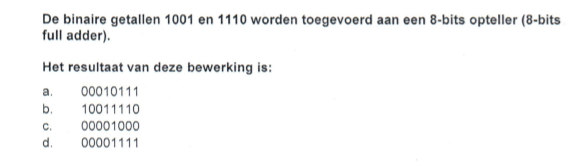 De binaire getallen 1001 en 1110 worden toegevoerd aan een 8-bits opteller (8-bits
full adder).
Het resultaat van deze bewerking is:
a. 00010111
b. 10011110
c. 00001000
d. 00001111